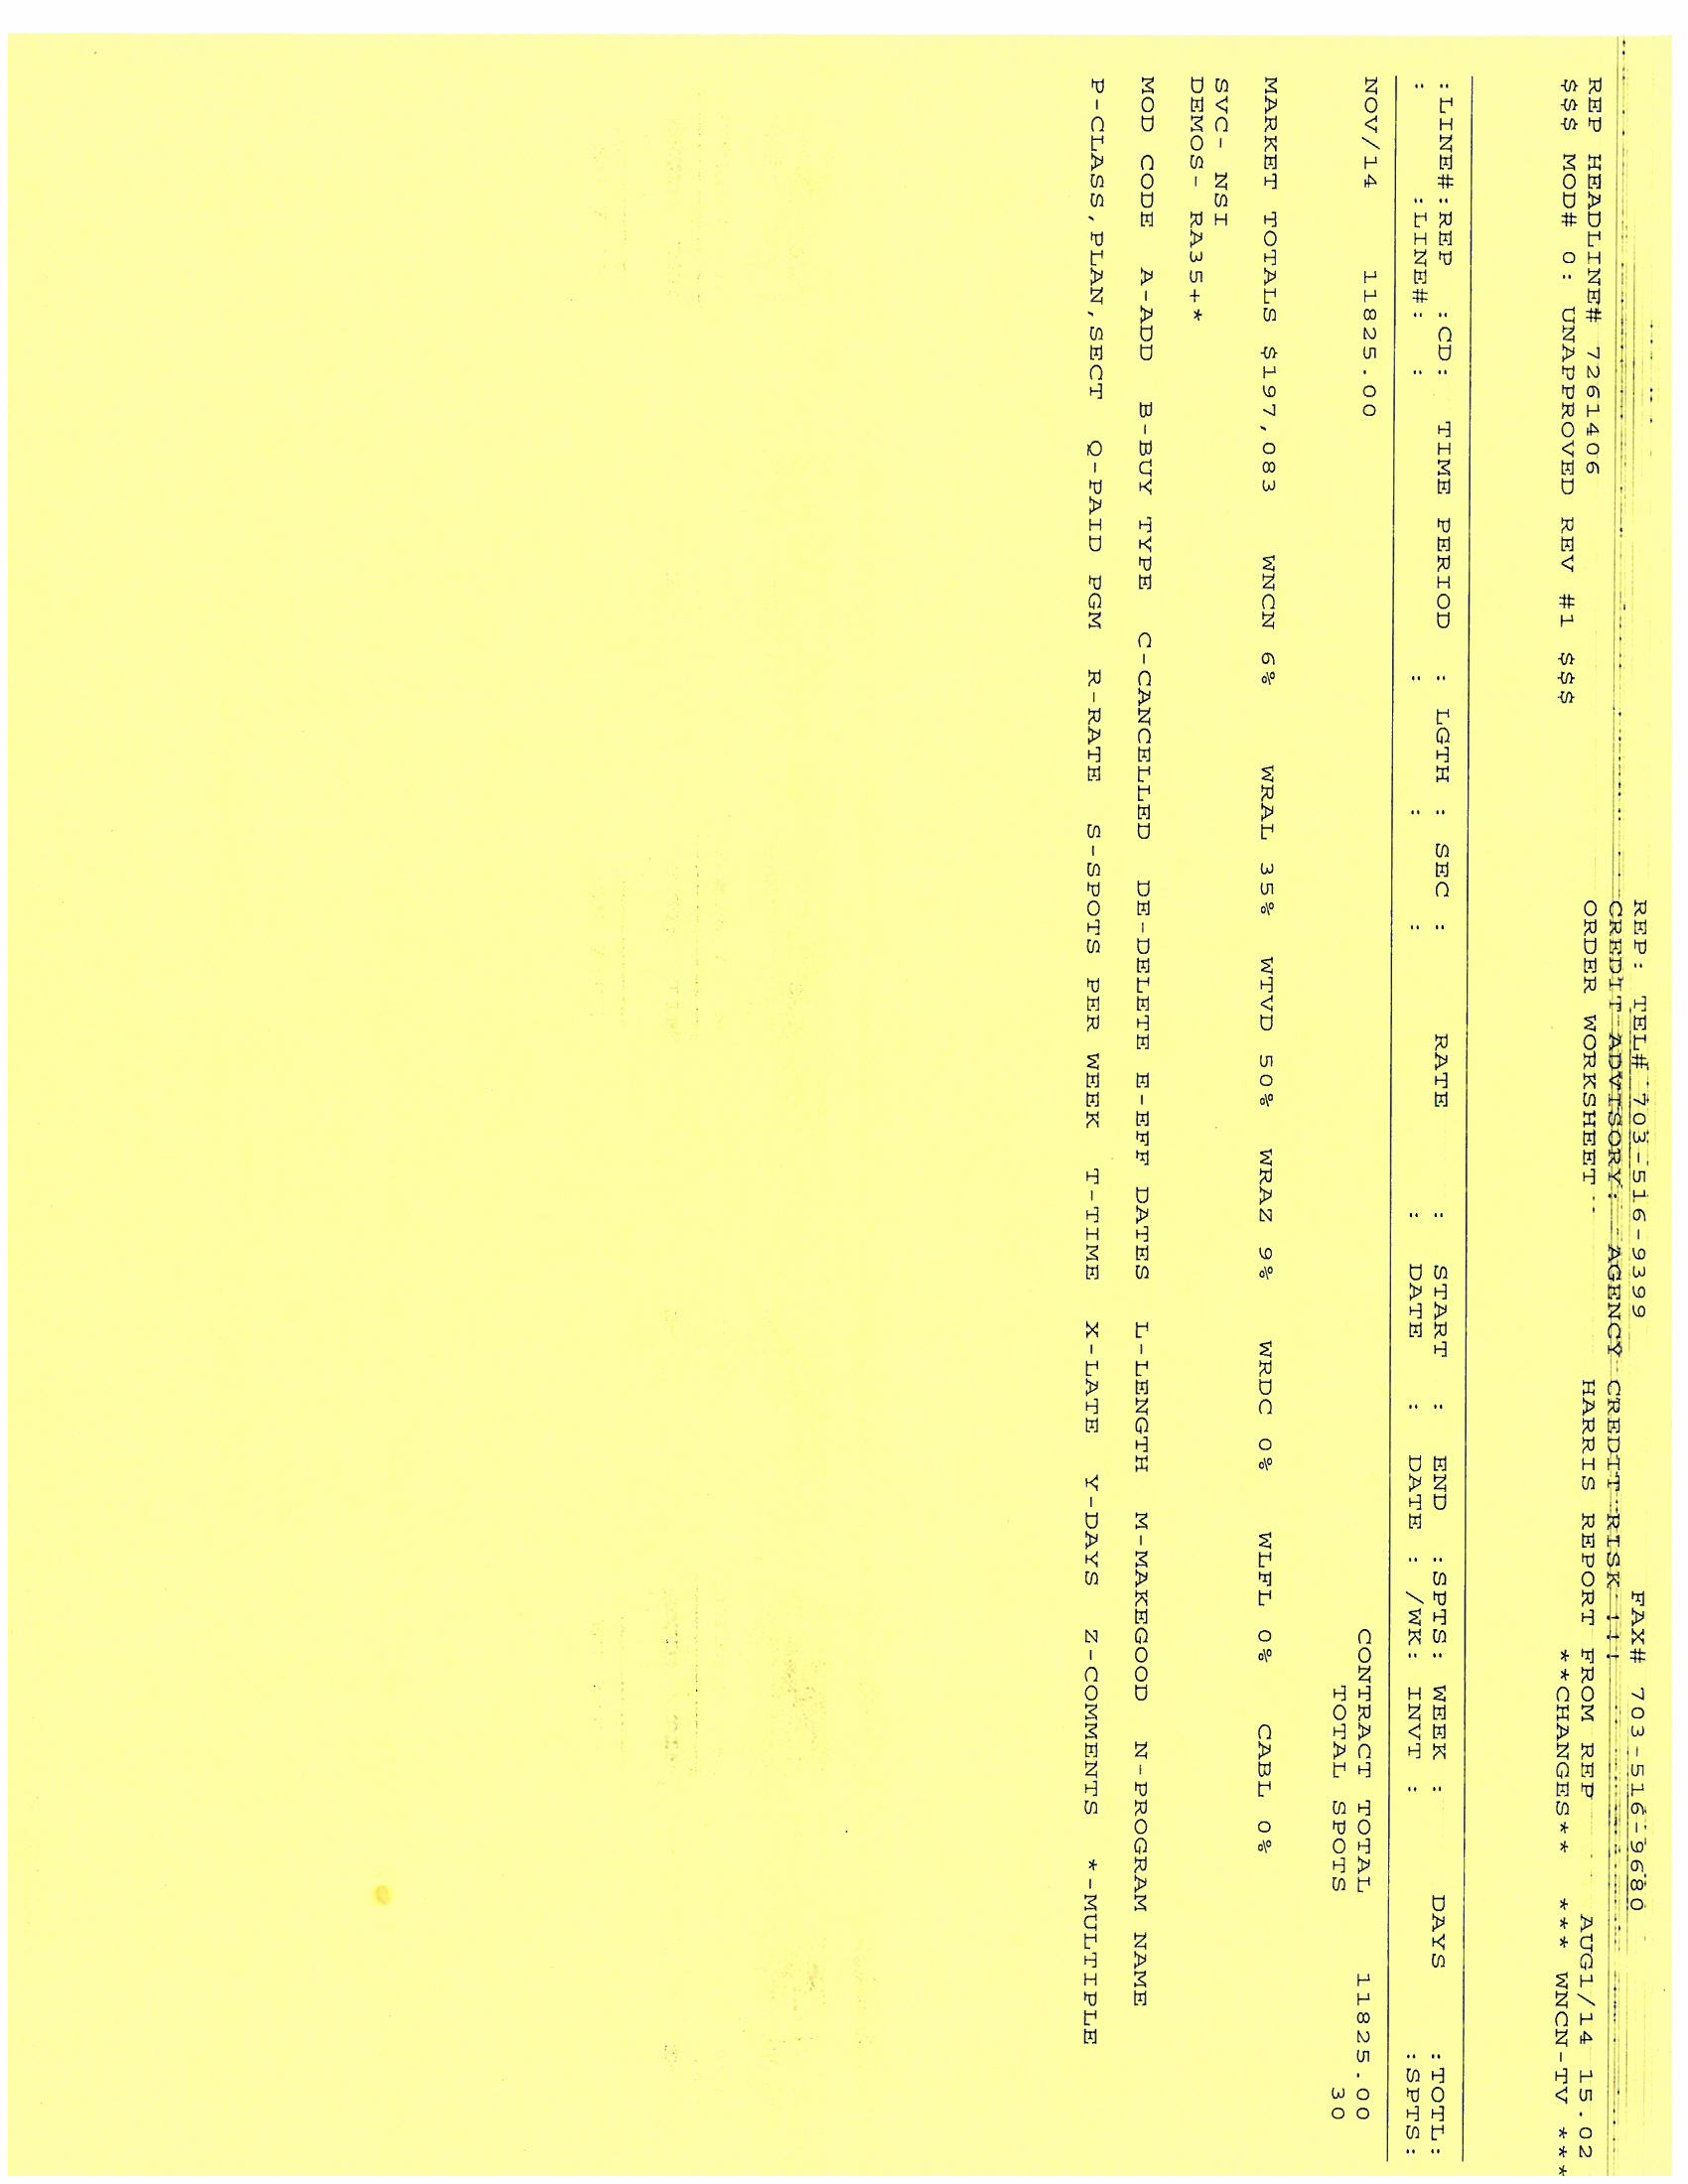 REP: TEL# 703-516-9399 FAX# 703-516-9680
CREDIT ADVISORY: AGENCY CREDIT RISK !!!
REP HEADLINE# 7261406 ORDER WORKSHEET HARRIS REPORT FROM REP AUG1/14 15.02
$$$ MOD# 0: UNAPPROVED REV #1 $$$ **CHANGES** *** WNCN-TV ***
:LINE#:REP :CD: TIME PERIOD : LGTH : SEC : RATE : START : END :SPTS: WEEK : DAYS :TOTL:
: :LINE#: : : : : : DATE : DATE : /WK: INVT : :SPTS:
NOV/14 11825.00 CONTRACT TOTAL 11825.00
TOTAL SPOTS 30
MARKET TOTALS $197,083 WNCN 6% WRAL 35% WTVD 50% WRAZ 9% WRDC 0% WLFL 0% CABL 0%
SVC- NSI
DEMOS- RA35+*
MOD CODE A-ADD B-BUY TYPE C-CANCELLED DE-DELETE E-EFF DATES L-LENGTH M-MAKEGOOD N-PROGRAM NAME
P-CLASS,PLAN,SECT Q-PAID PGM R-RATE S-SPOTS PER WEEK T-TIME X-LATE Y-DAYS Z-COMMENTS *-MULTIPLE